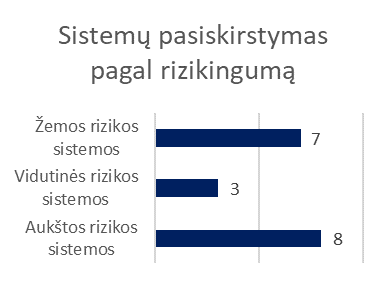 Sistemų pasiskirstymas
pagal rizikingumą
Žemos rizikos
sistemos
7
Vidutinės rizikos
sistemos
3
Aukštos rizikos
sistemos
8